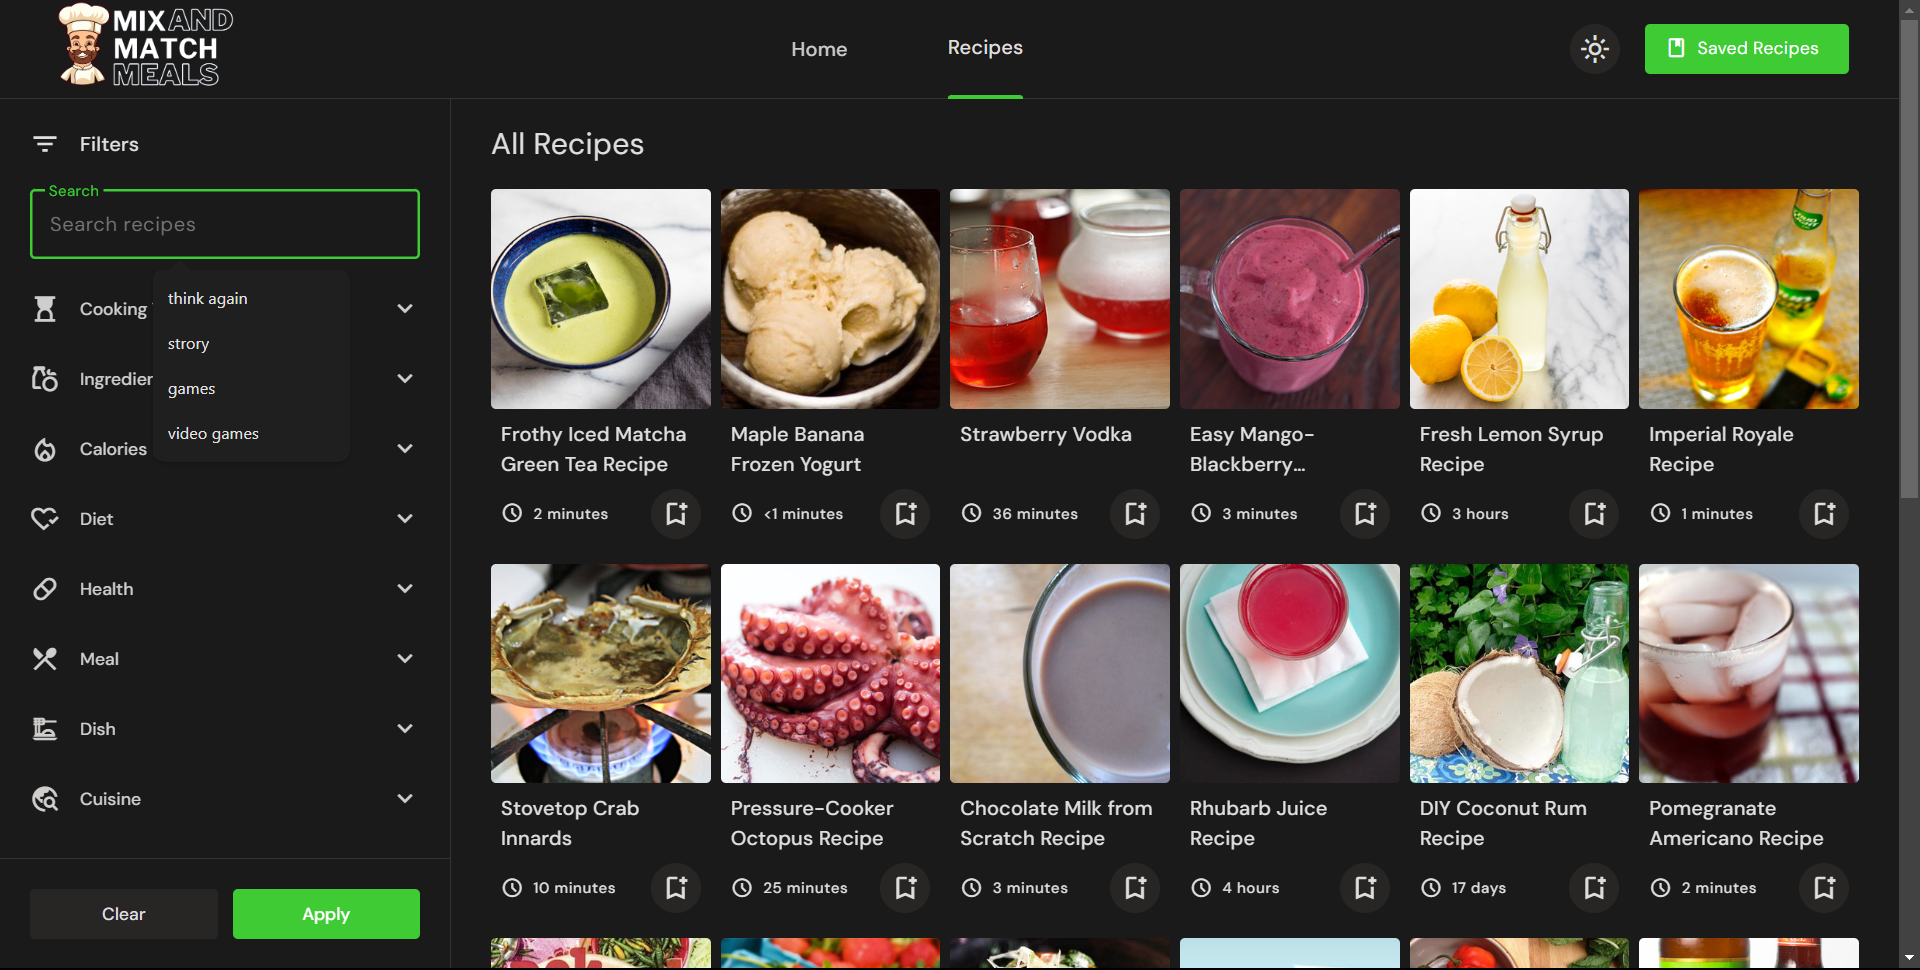 MIX AND
MATCH
MEALS
Home
Recipes
Saved Recipes
Filters
Search
Search recipes
think again
strory
games
video games
Cooking
Calories
Diet
Health
Meal
Dish
Cuisine
Clear
Apply
All Recipes
Frothy Iced Matcha
Green Tea Recipe
2 minutes
Maple Banana
Frozen Yogurt
<1 minutes
Strawberry Vodka
36 minutes
Easy Mango-
Blackberry...
3 minutes
Fresh Lemon Syrup
Recipe
3 hours
Imperial Royale
Recipe
1 minutes
Stovetop Crab
Innards
10 minutes
Pressure-Cooker
Octopus Recipe
25 minutes
Chocolate Milk from
Scratch Recipe
3 minutes
Rhubarb Juice
Recipe
4 hours
DIY Coconut Rum
Recipe
17 days
Pomegranate
Americano Recipe
2 minutes